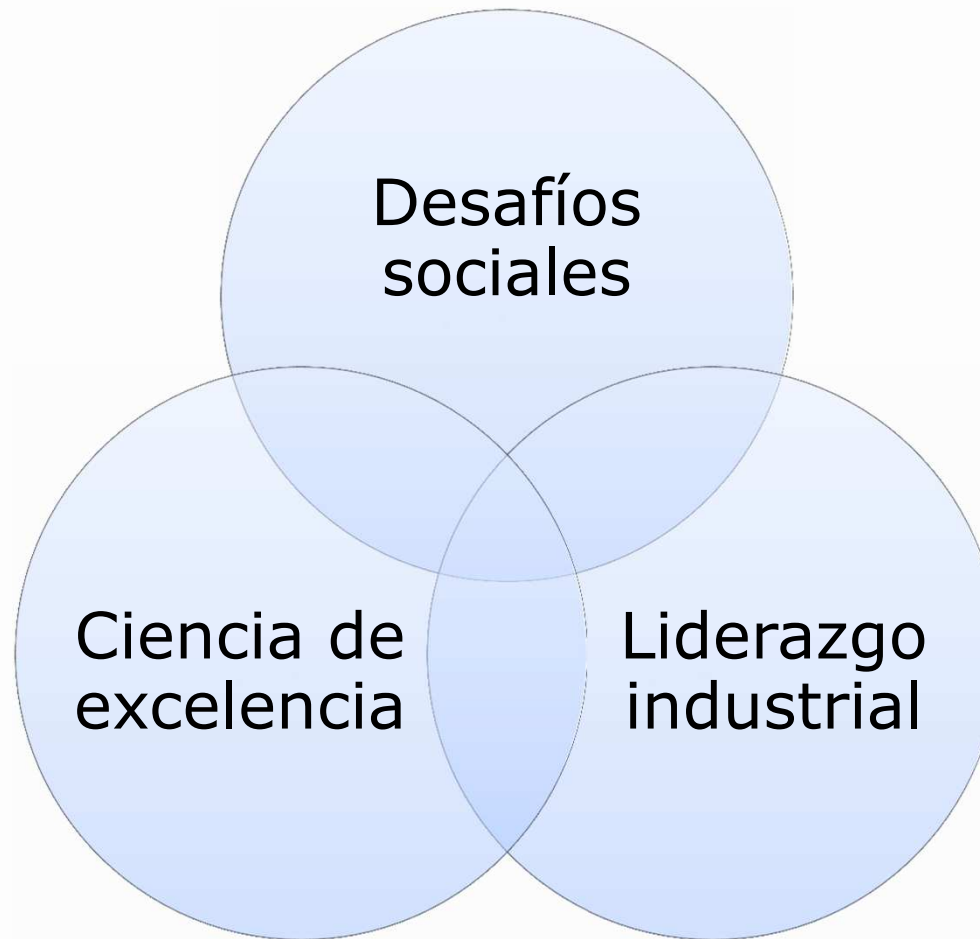 Desafíos
sociales
Ciencia de
excelencia
Liderazgo
industrial